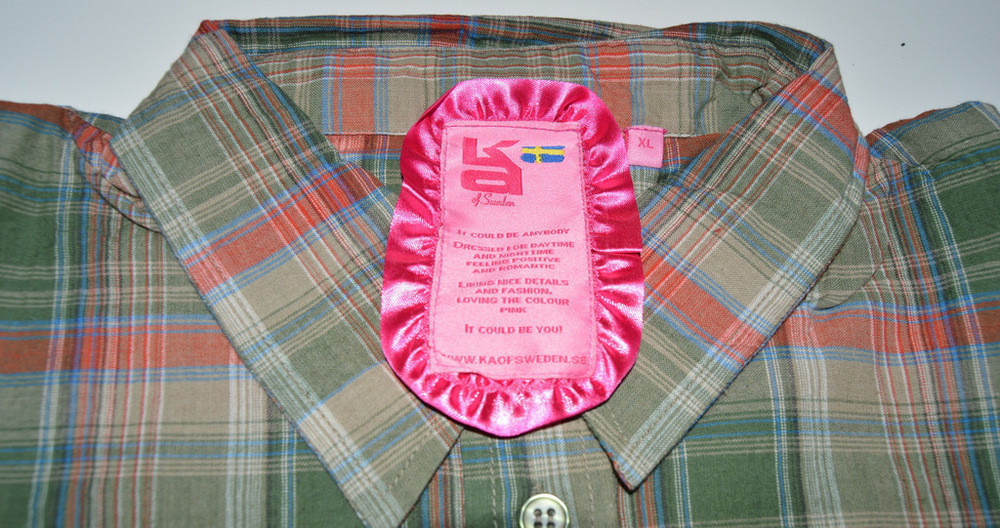 Ka
of Sweden
XL
IT COULD BE ANYBODY
DRESSED FOR DAYTIME
AND NIGHTTIME
FEELING POSITIVE
AND ROMANTIC
LIKING NICE DETAILS
AND FASHION.
LOVING THE COLOUR
PINK
IT COULD BE YOU!
WWW.KAOFSWEDEN.SE